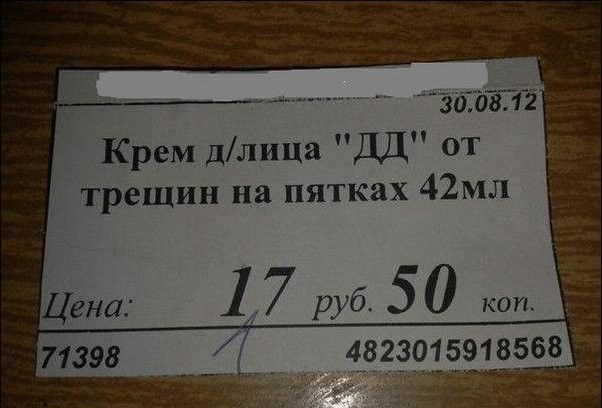 30.08.12
Крем д/лица "ДД" от
трещин на пятках 42мл
Цена: 17 руб. 50 коп.
71398 4823015918568